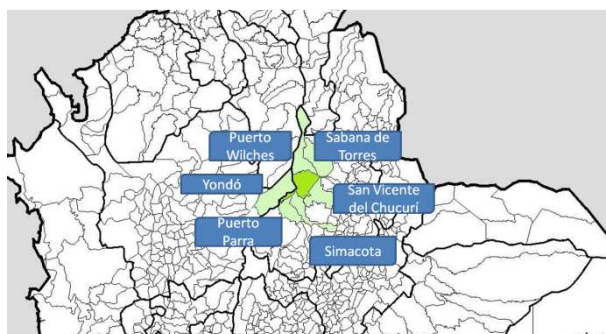 Puerto
Wilches
Sabana de
Torres
Yondó
San Vicente
del Chucurí
Puerto
Parra
Simacota